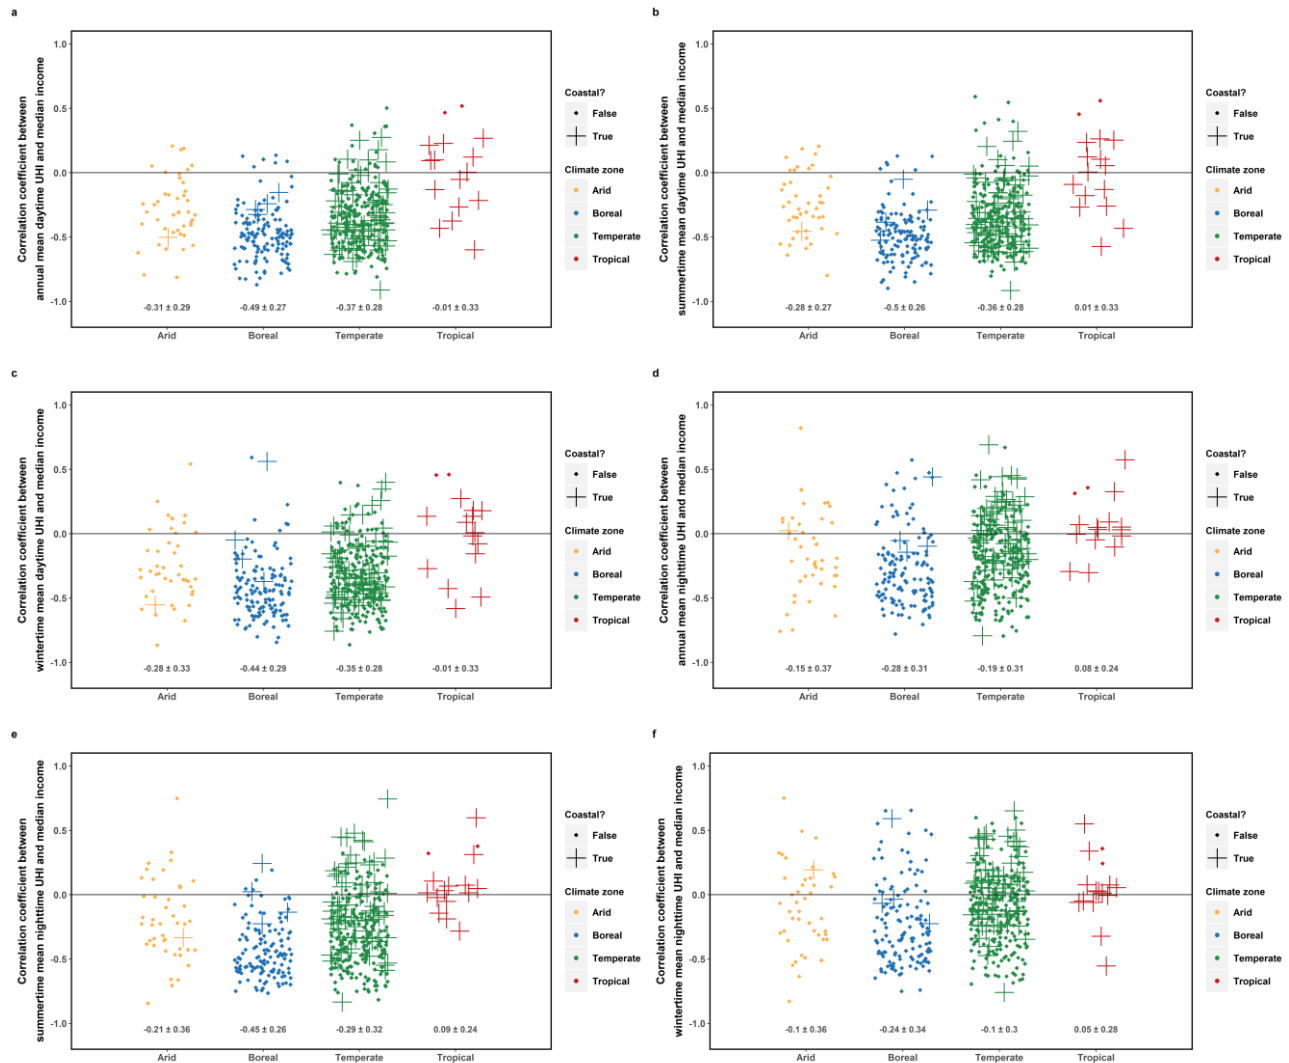 a
Correlation coefficient between
annual mean daytime UHI and median income
1.0
0.5
0.0
-0.5
-1.0
-0.31 ± 0.29
-0.49 ± 0.27
-0.37 ± 0.28
-0.01 ± 0.33
Arid
Boreal
Temperate
Tropical
Coastal?
False
True
Climate zone
Arid
Boreal
Temperate
Tropical
b
Correlation coefficient between
summertime mean daytime UHI and median income
1.0
0.5
0.0
-0.5
-1.0
-0.28 ± 0.27
-0.5 ± 0.26
-0.36 ± 0.28
0.01 ± 0.33
Arid
Boreal
Temperate
Tropical
Coastal?
False
True
Climate zone
Arid
Boreal
Temperate
Tropical
c
Correlation coefficient between
wintertime mean daytime UHI and median income
1.0
0.5
0.0
-0.5
-1.0
-0.28 ± 0.33
-0.44 ± 0.29
-0.35 ± 0.28
-0.01 ± 0.33
Arid
Boreal
Temperate
Tropical
Coastal?
False
True
Climate zone
Arid
Boreal
Temperate
Tropical
d
Correlation coefficient between
annual mean nighttime UHI and median income
1.0
0.5
0.0
-0.5
-1.0
-0.15 ± 0.37
-0.28 ± 0.31
-0.19 ± 0.31
0.08 ± 0.24
Arid
Boreal
Temperate
Tropical
Coastal?
False
True
Climate zone
Arid
Boreal
Temperate
Tropical
e
Correlation coefficient between
summertime mean nighttime UHI and median income
1.0
0.5
0.0
-0.5
-1.0
-0.21 ± 0.36
-0.45 ± 0.26
-0.29 ± 0.32
0.09 ± 0.24
Arid
Boreal
Temperate
Tropical
Coastal?
False
True
Climate zone
Arid
Boreal
Temperate
Tropical
f
Correlation coefficient between
wintertime mean nighttime UHI and median income
1.0
0.5
0.0
-0.5
-1.0
-0.1 ± 0.36
-0.24 ± 0.34
-0.1 ± 0.3
0.05 ± 0.28
Arid
Boreal
Temperate
Tropical
Coastal?
False
True
Climate zone
Arid
Boreal
Temperate
Tropical